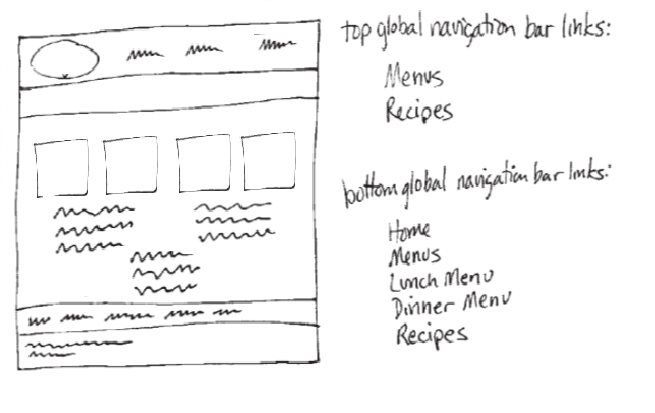 top global navigation bar links:
Menus
Recipes
bottom global navigation bar links:
Home
Menus
Lunch Menu
Dinner Menu
Recipes